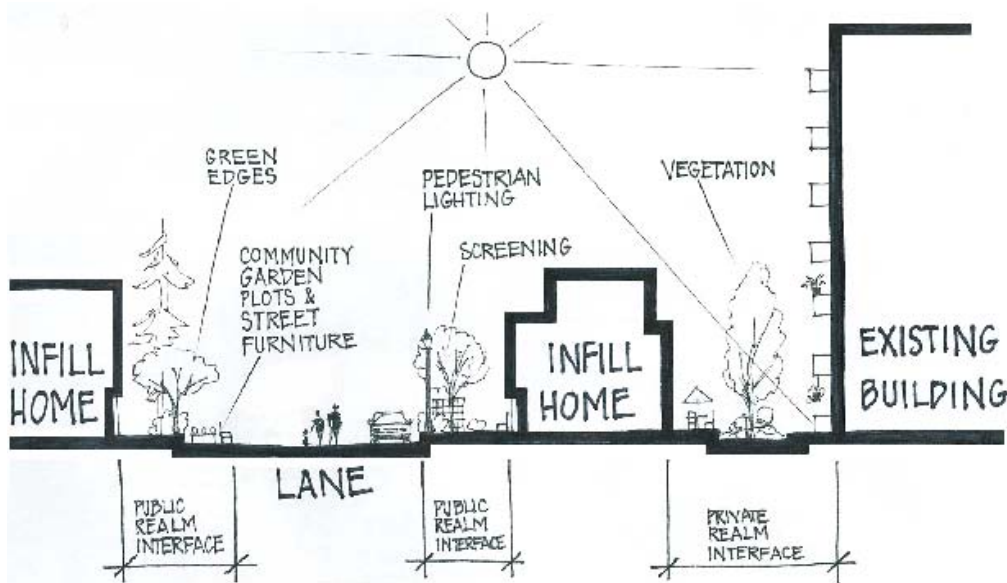 GREEN
EDGES
PEDESTRIAN
LIGHTING
VEGETATION
COMMUNITY
GARDEN
PLOTS &
STREET
FURNITURE
SCREENING
INFILL
HOME
INFILL
HOME
EXISTING
BUILDING
LANE
PUBLIC
REALM
INTERFACE
PUBLIC
REALM
INTERFACE
PRIVATE
REALM
INTERFACE